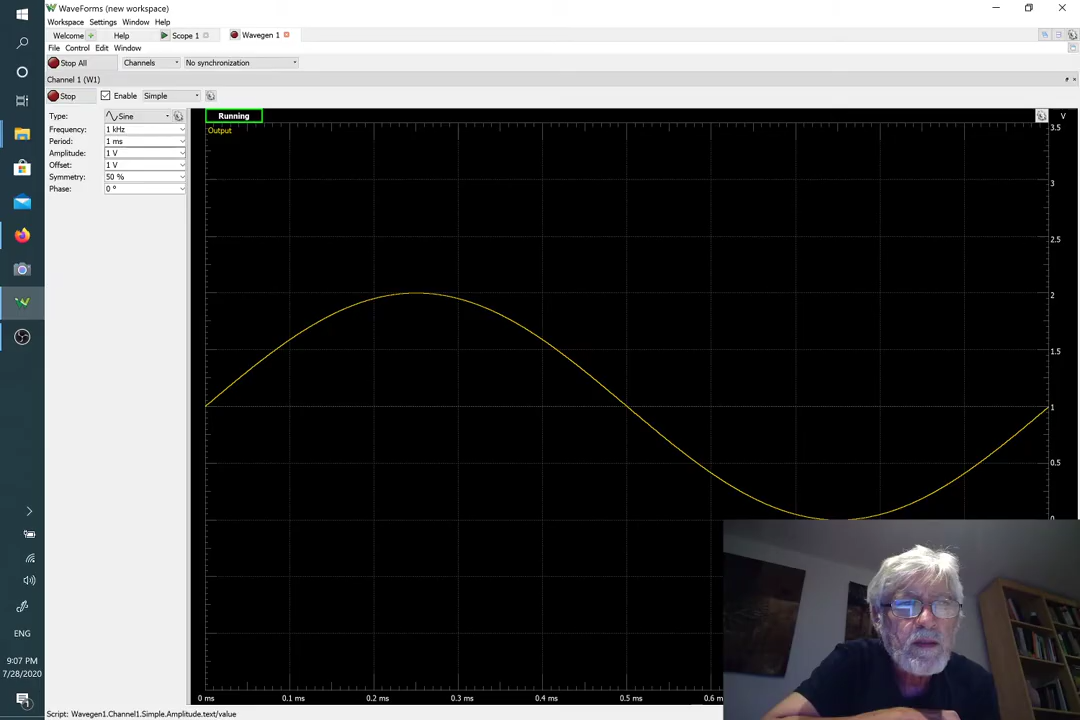 WaveForms (new workspace)
Workspace Settings Window Help
Welcome Help Scope 1 Wavegen 1
File Control Edit Window
Stop All Channels No synchronization
Channel 1 (W1)
Stop Enable Simple
Type: Sine
Frequency: 1 kHz
Period: 1 ms
Amplitude: 1 V
Offset: 1 V
Symmetry: 50 %
Phase: 0 °
Running
Output
V
3.5
3
2.5
2
1.5
1
0.5
0 ms 0.1 ms 0.2 ms 0.3 ms 0.4 ms 0.5 ms
ENG
9:07 PM
7/28/2020
Script: Wavegen1.Channel1.Simple.Amplitude.text/value